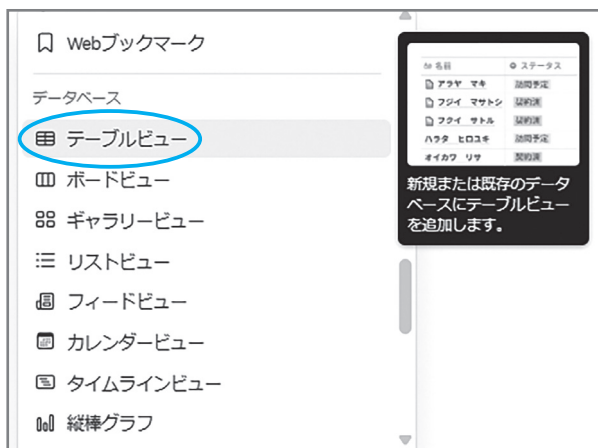 Webブックマーク
データベース
テーブルビュー
ボードビュー
ギャラリービュー
リストビュー
フィードビュー
カレンダービュー
タイムラインビュー
縦棒グラフ
Aa 名前 ステータス
アラヤ マキ 訪問予定
フジイ マサトシ 契約済
フクイ サトル 契約済
ハラダ ヒロユキ 訪問予定
オイカワ リサ 契約済
新規または既存のデータ
ベースにテーブルビュー
を追加します。